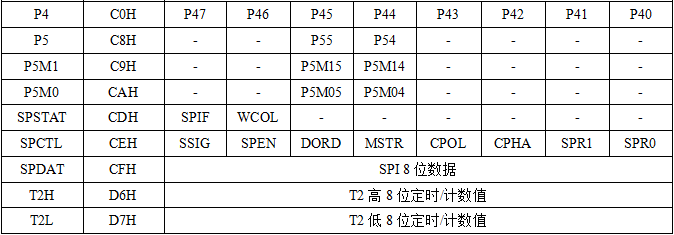 P4 C0H P47 P46 P45 P44 P43 P42 P41 P40
P5 C8H - - P55 P54 - - - -
P5M1 C9H - - P5M15 P5M14 - - - -
P5M0 CAH - - P5M05 P5M04 - - - -
SPSTAT CDH SPIF WCOL - - - - - -
SPCTL CEH SSIG SPEN DORD MSTR CPOL CPHA SPR1 SPR0
SPDAT CFH SPI 8 位数据
T2H D6H T2 高 8 位定时/计数值
T2L D7H T2 低 8 位定时/计数值